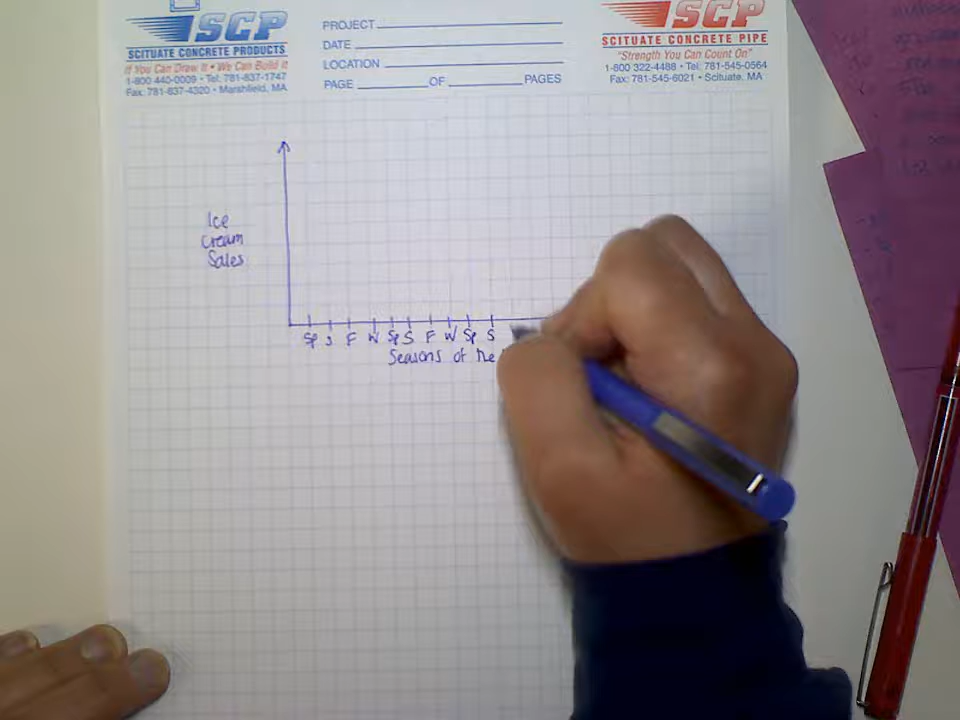 SCP
SCITUATE CONCRETE PRODUCTS
If You Can Draw It • We Can Build It
1-800 440-0009 • Tel: 781-837-1747
Fax: 781-837-4320 • Marshfield, MA
PROJECT
DATE
LOCATION
PAGE OF PAGES
SCP
SCITUATE CONCRETE PIPE
"Strength You Can Count On"
1-800 322-4488 • Tel: 781-545-0564
Fax: 781-545-6021 • Scituate, MA
Ice
Cream
Sales
Sp S F W Sp S F W Sp S
Seasons of the